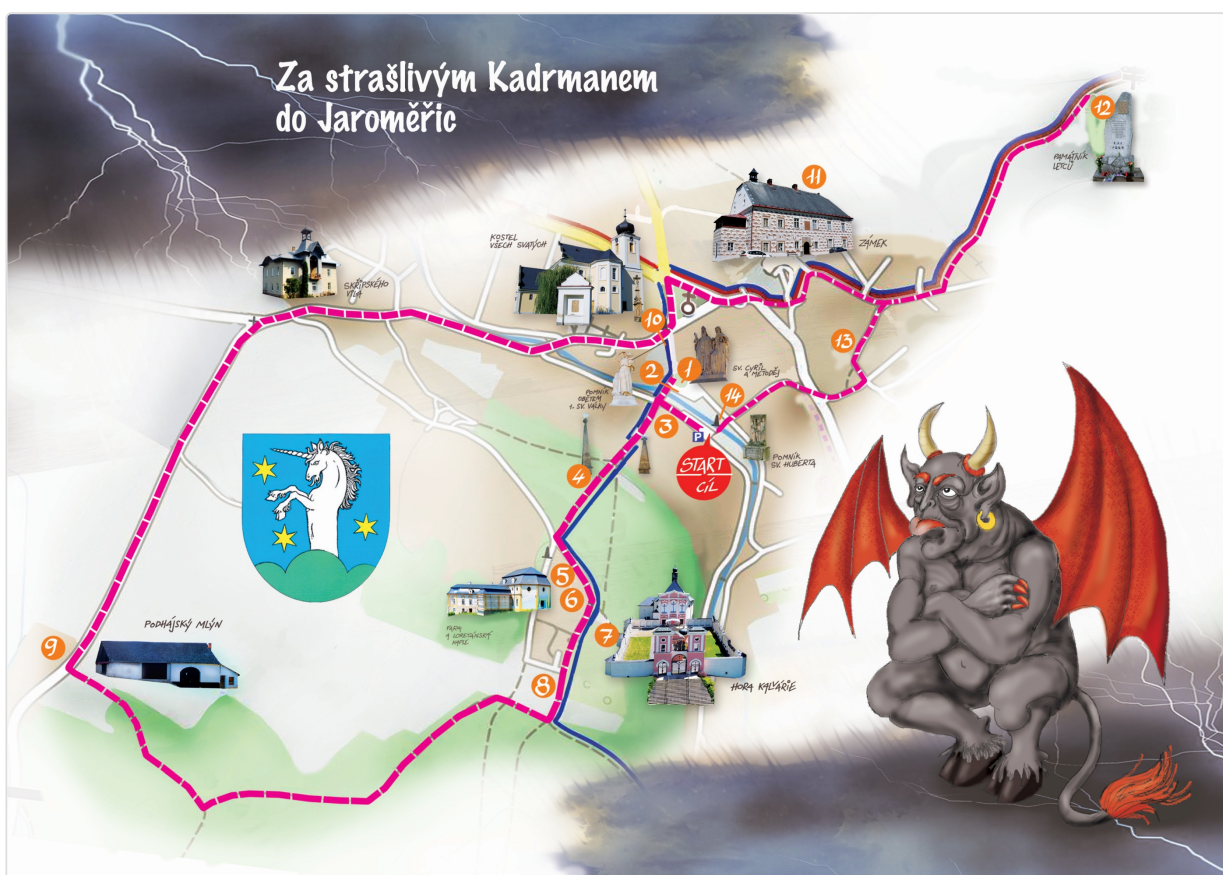 Za strašlivým Kadrmanem
do Jaroměřic
12
PAMÁTNÍK
LETCŮ
11
ZÁMEK
KOSTEL
VŠECH SVATÝCH
SKŘIPSKÉHO
VILA
10
13
SV. CYRIL
A METODĚJ
1
2
POMNÍK
OBĚTEM
1. SV. VÁLKY
14
3
P
START
CÍL
POMNÍK
SV. HUBERTA
4
5
6
FARA
A LORETÁNSKÁ
KAPLE
7
HORA KALVÁRIE
8
9
PODHÁJSKÝ MLÝN